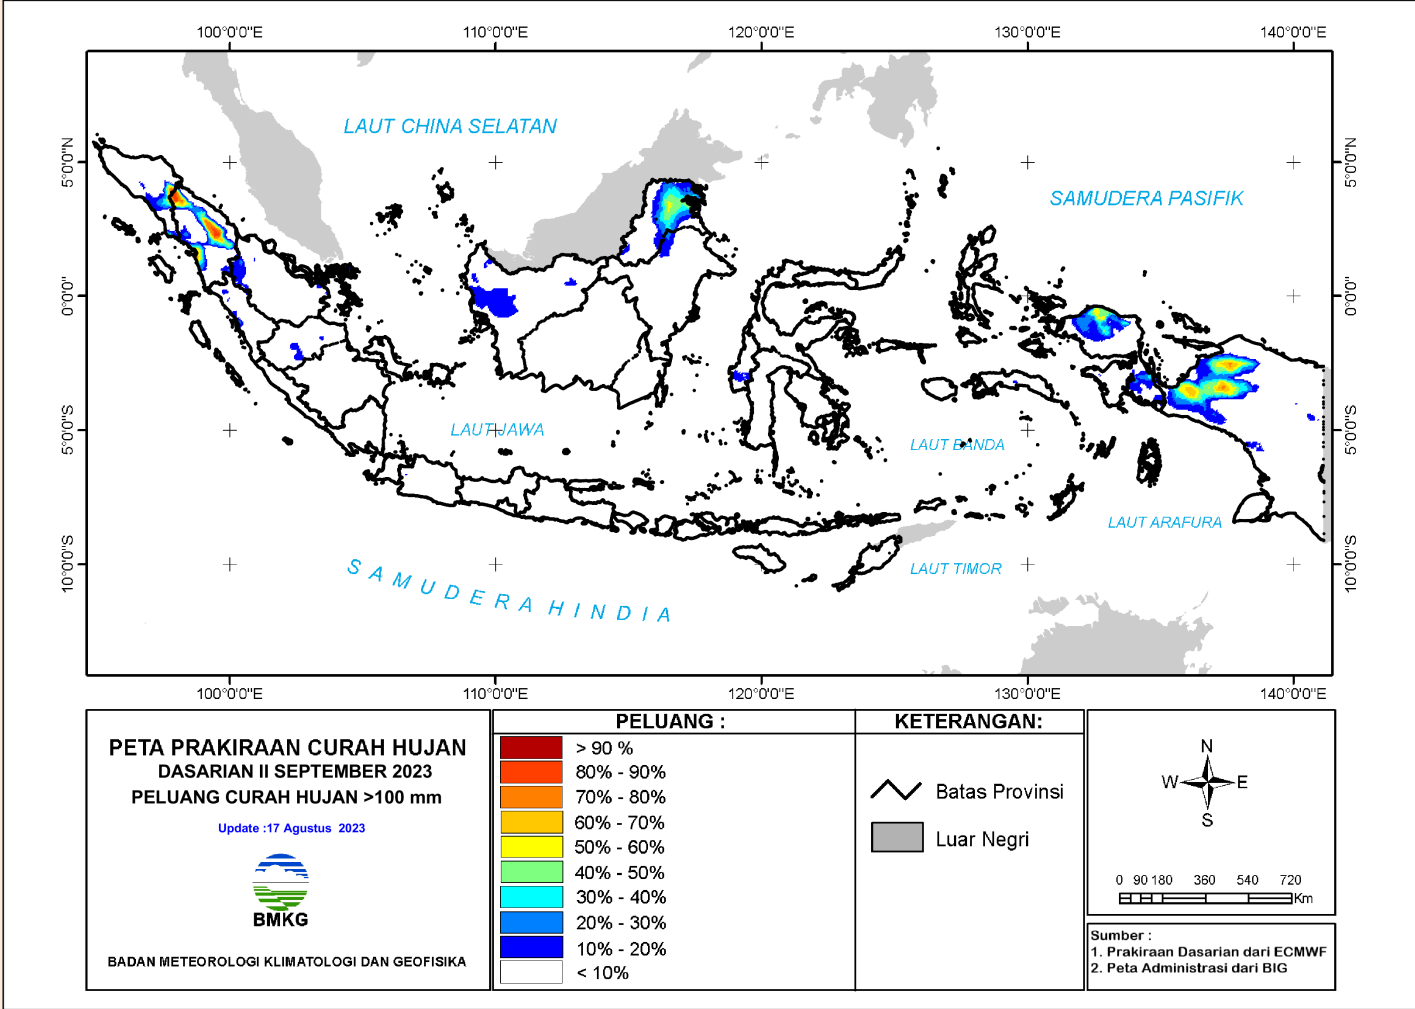 100°0'0"E 110°0'0"E 120°0'0"E 130°0'0"E 140°0'0"E
5°0'0"N 5°0'0"N
0°0'0" 0°0'0"
5°0'0"S 5°0'0"S
10°0'0"S 10°0'0"S
LAUT CHINA SELATAN
SAMUDERA PASIFIK
LAUT JAWA
LAUT BANDA
LAUT ARAFURA
LAUT TIMOR
SAMUDERA HINDIA
100°0'0"E 110°0'0"E 120°0'0"E 130°0'0"E 140°0'0"E
PETA PRAKIRAAN CURAH HUJAN
DASARIAN II SEPTEMBER 2023
PELUANG CURAH HUJAN >100 mm
Update :17 Agustus 2023
BMKG
BADAN METEOROLOGI KLIMATOLOGI DAN GEOFISIKA
PELUANG :
> 90 %
80% - 90%
70% - 80%
60% - 70%
50% - 60%
40% - 50%
30% - 40%
20% - 30%
10% - 20%
< 10%
KETERANGAN:
Batas Provinsi
Luar Negri
N
W E
S
0 90 180 360 540 720
Km
Sumber :
1. Prakiraan Dasarian dari ECMWF
2. Peta Administrasi dari BIG